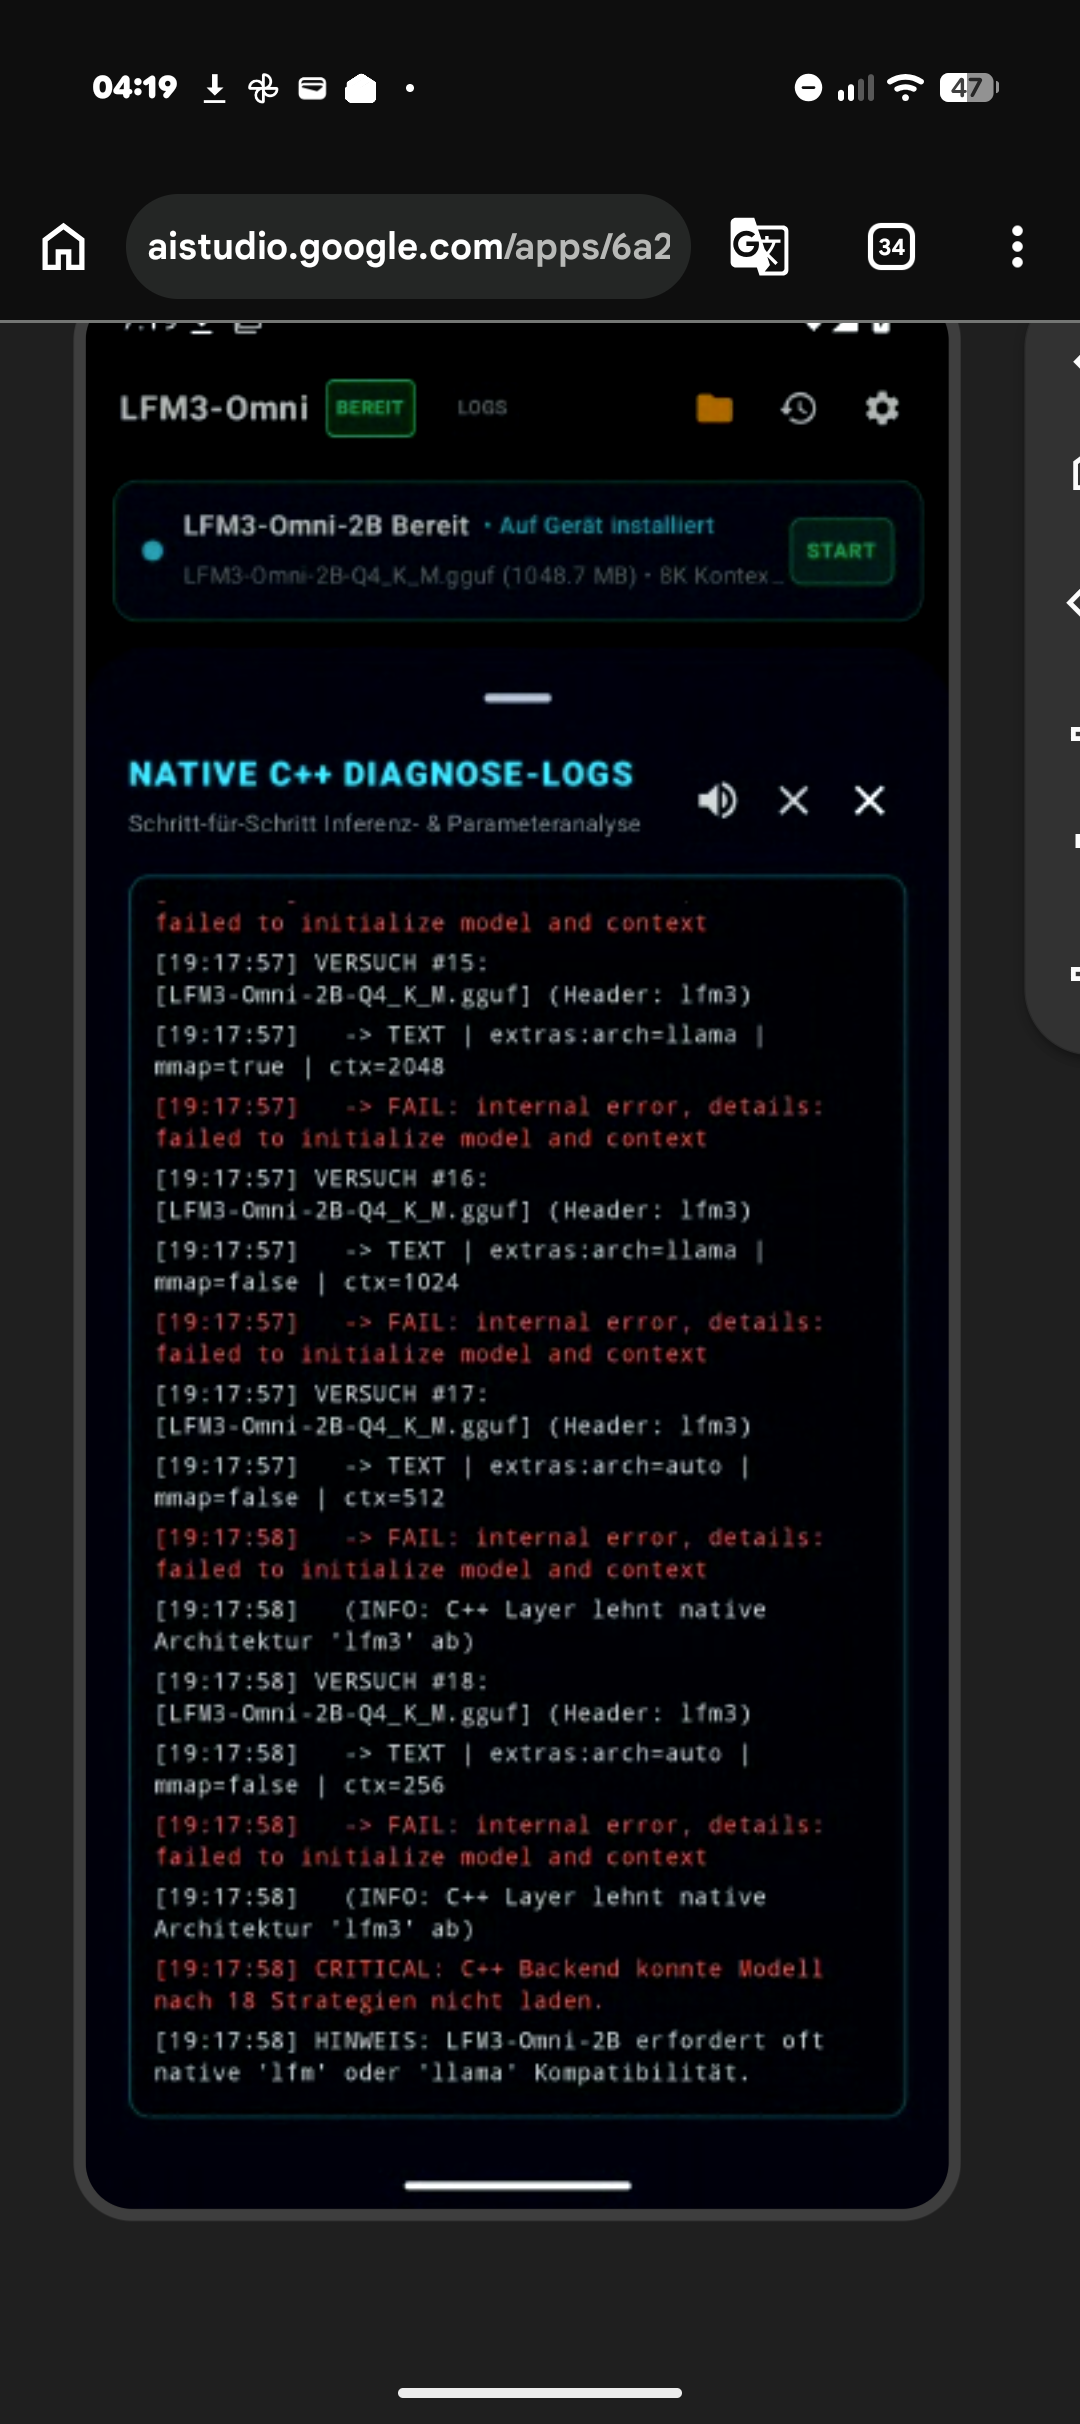 04:19
47
aistudio.google.com/apps/6a2
34
LFM3-Omni
BEREIT
LOGS
LFM3-Omni-2B Bereit • Auf Gerät installiert
LFM3-Omni-2B-Q4_K_M.gguf (1048.7 MB) • 8K Kontex…
START
NATIVE C++ DIAGNOSE-LOGS
Schritt-für-Schritt Inferenz- & Parameteranalyse
failed to initialize model and context
[19:17:57] VERSUCH #15:
[LFM3-Omni-2B-Q4_K_M.gguf] (Header: lfm3)
[19:17:57]   -> TEXT | extras:arch=llama |
mmap=true | ctx=2048
[19:17:57]   -> FAIL: internal error, details:
failed to initialize model and context
[19:17:57] VERSUCH #16:
[LFM3-Omni-2B-Q4_K_M.gguf] (Header: lfm3)
[19:17:57]   -> TEXT | extras:arch=llama |
mmap=false | ctx=1024
[19:17:57]   -> FAIL: internal error, details:
failed to initialize model and context
[19:17:57] VERSUCH #17:
[LFM3-Omni-2B-Q4_K_M.gguf] (Header: lfm3)
[19:17:57]   -> TEXT | extras:arch=auto |
mmap=false | ctx=512
[19:17:58]   -> FAIL: internal error, details:
failed to initialize model and context
[19:17:58]   (INFO: C++ Layer lehnt native
Architektur 'lfm3' ab)
[19:17:58] VERSUCH #18:
[LFM3-Omni-2B-Q4_K_M.gguf] (Header: lfm3)
[19:17:58]   -> TEXT | extras:arch=auto |
mmap=false | ctx=256
[19:17:58]   -> FAIL: internal error, details:
failed to initialize model and context
[19:17:58]   (INFO: C++ Layer lehnt native
Architektur 'lfm3' ab)
[19:17:58] CRITICAL: C++ Backend konnte Modell
nach 18 Strategien nicht laden.
[19:17:58] HINWEIS: LFM3-Omni-2B erfordert oft
native 'lfm' oder 'llama' Kompatibilität.